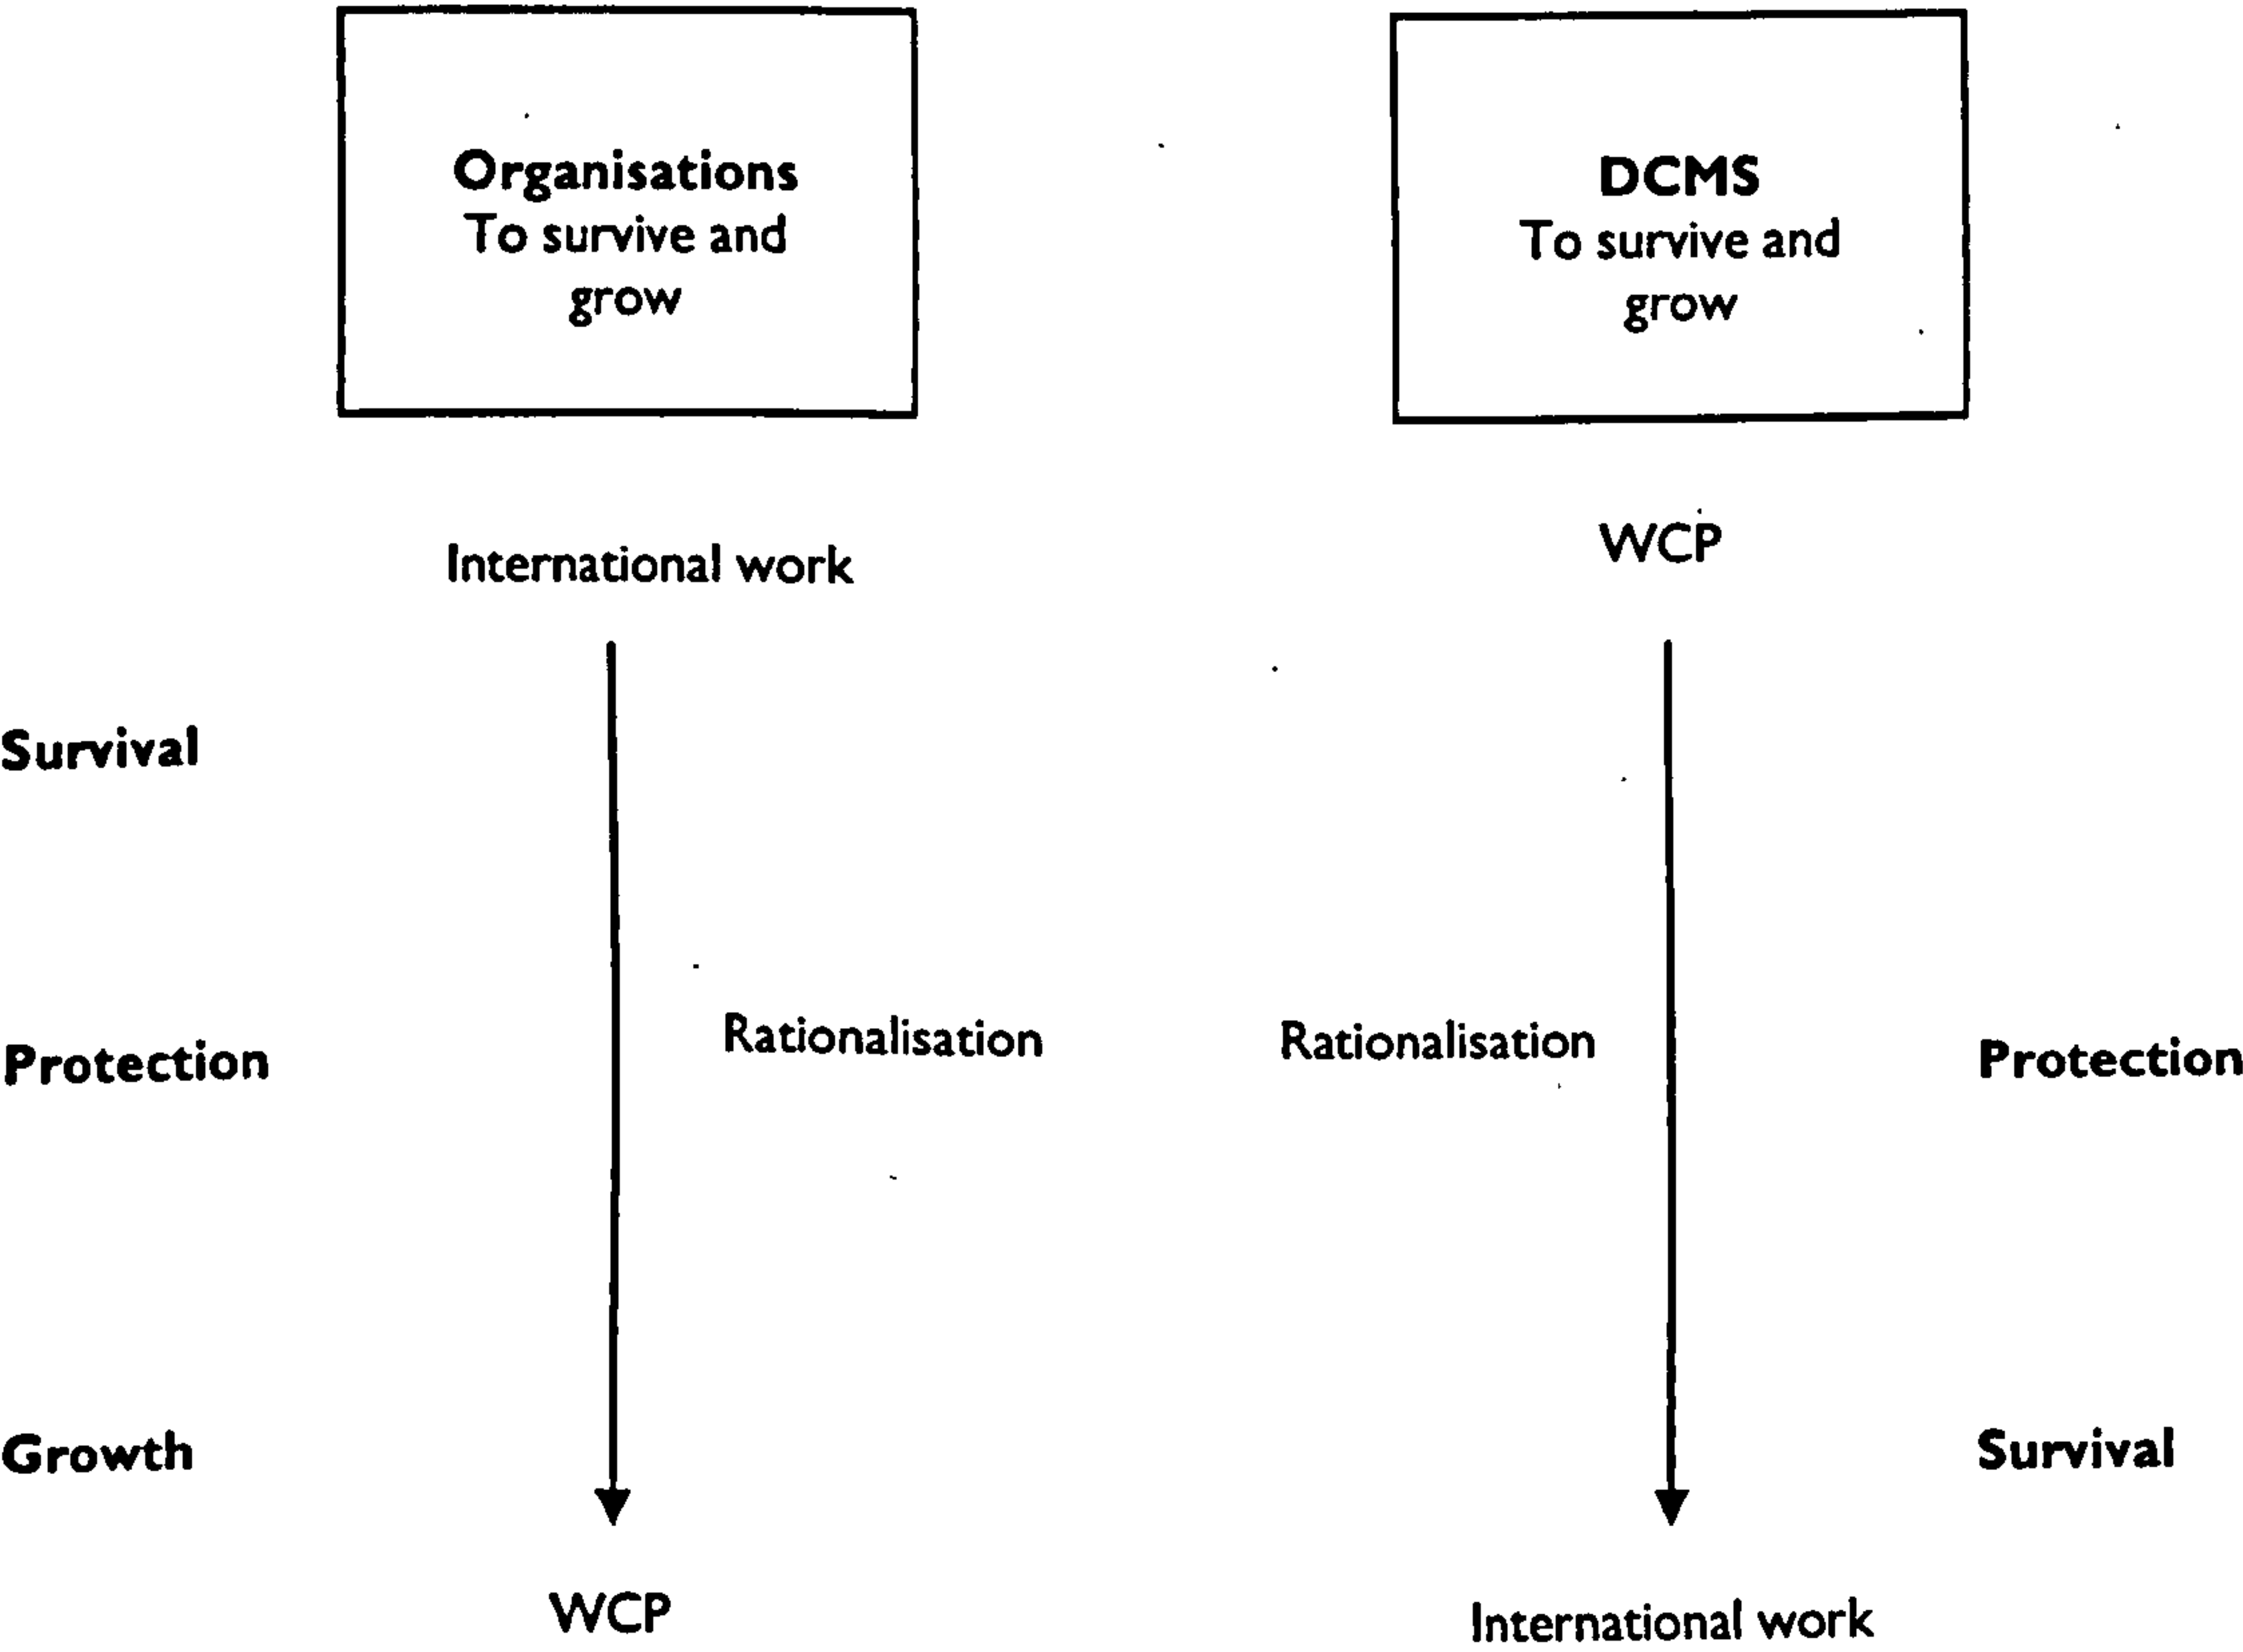 Organisations
To survive and
grow
DCMS
To survive and
grow
International work
WCP
Survival
Protection
Rationalisation
Rationalisation
Protection
Growth
Survival
WCP
International work